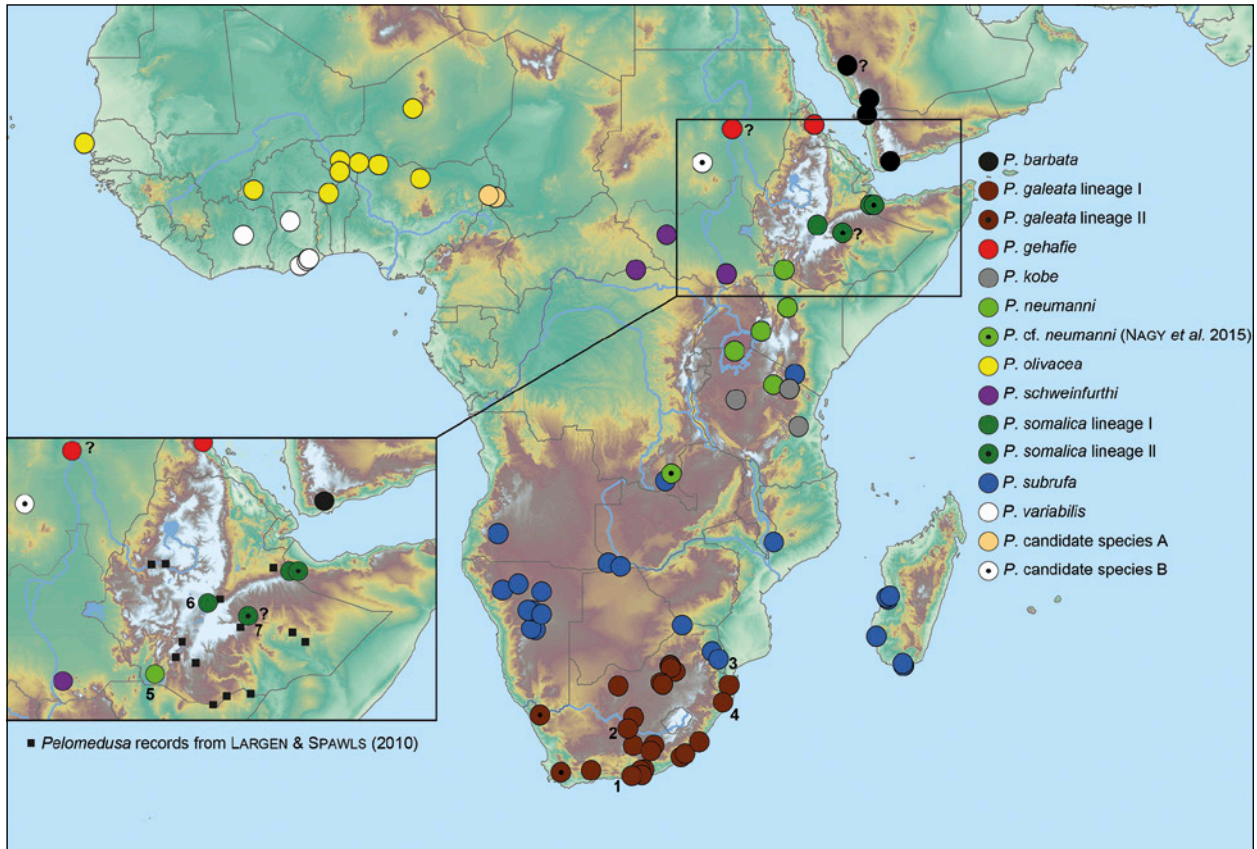 ?
?
?
P. barbata
P. galeata lineage I
P. galeata lineage II
P. gehafie
P. kobe
P. neumanni
P. cf. neumanni (NAGY et al. 2015)
P. olivacea
P. schweinfurthi
P. somalica lineage I
P. somalica lineage II
P. subrufa
P. variabilis
P. candidate species A
P. candidate species B
?
6
?
7
5
3
4
2
1
Pelomedusa records from LARGEN & SPAWLS (2010)